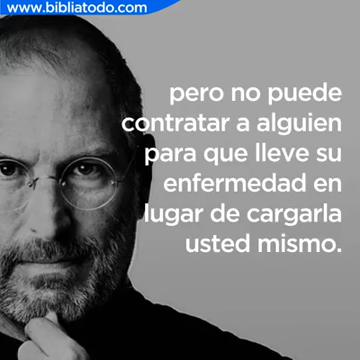 www.bibliatodo.com
pero no puede
contratar a alguien
para que lleve su
enfermedad en
lugar de cargarla
usted mismo.